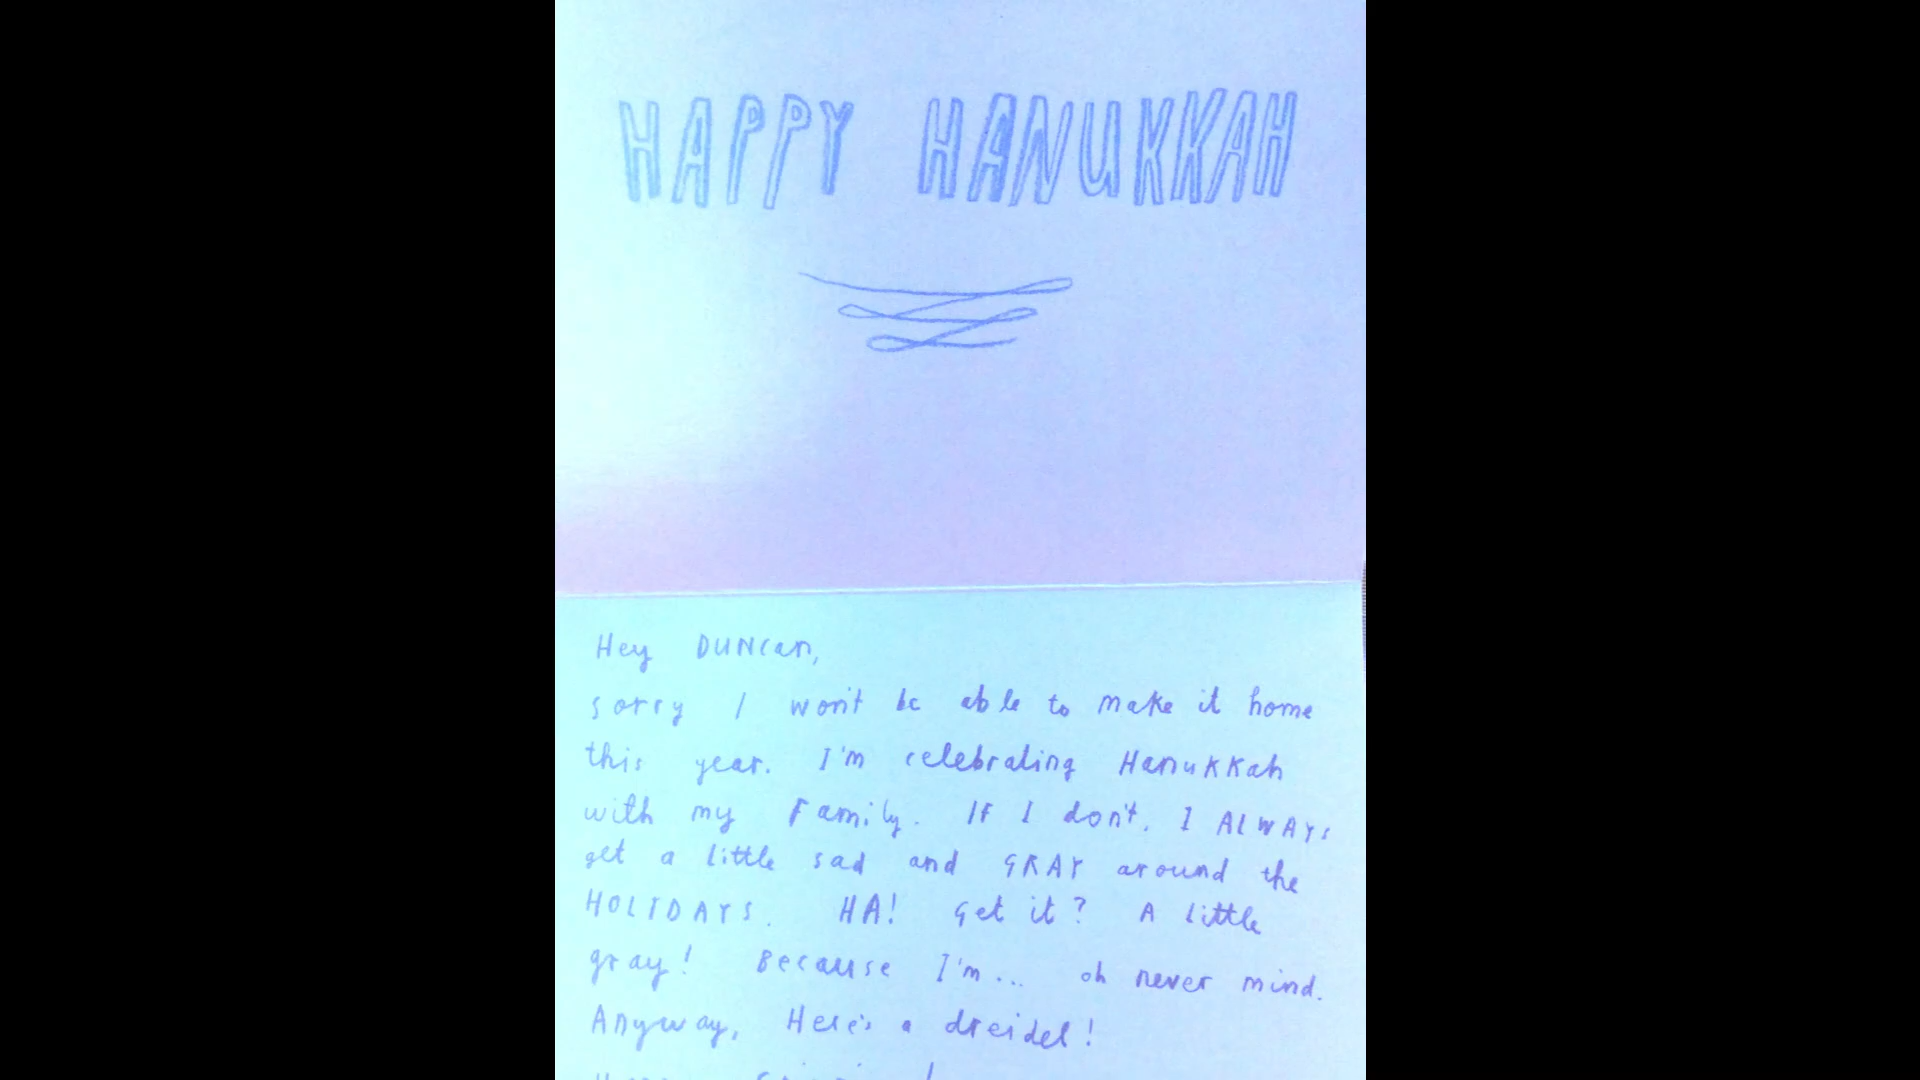 HAPPY HANUKKAH
Hey DUNCAN,
sorry I won't be able to make it home
this year. I'm celebrating Hanukkah
with my Family. IF I don't, I ALWAYS
get a little sad and GRAY around the
HOLIDAYS. HA! Get it? A little
gray! Because I'm... oh never mind.
Anyway, Here's a dreidel!